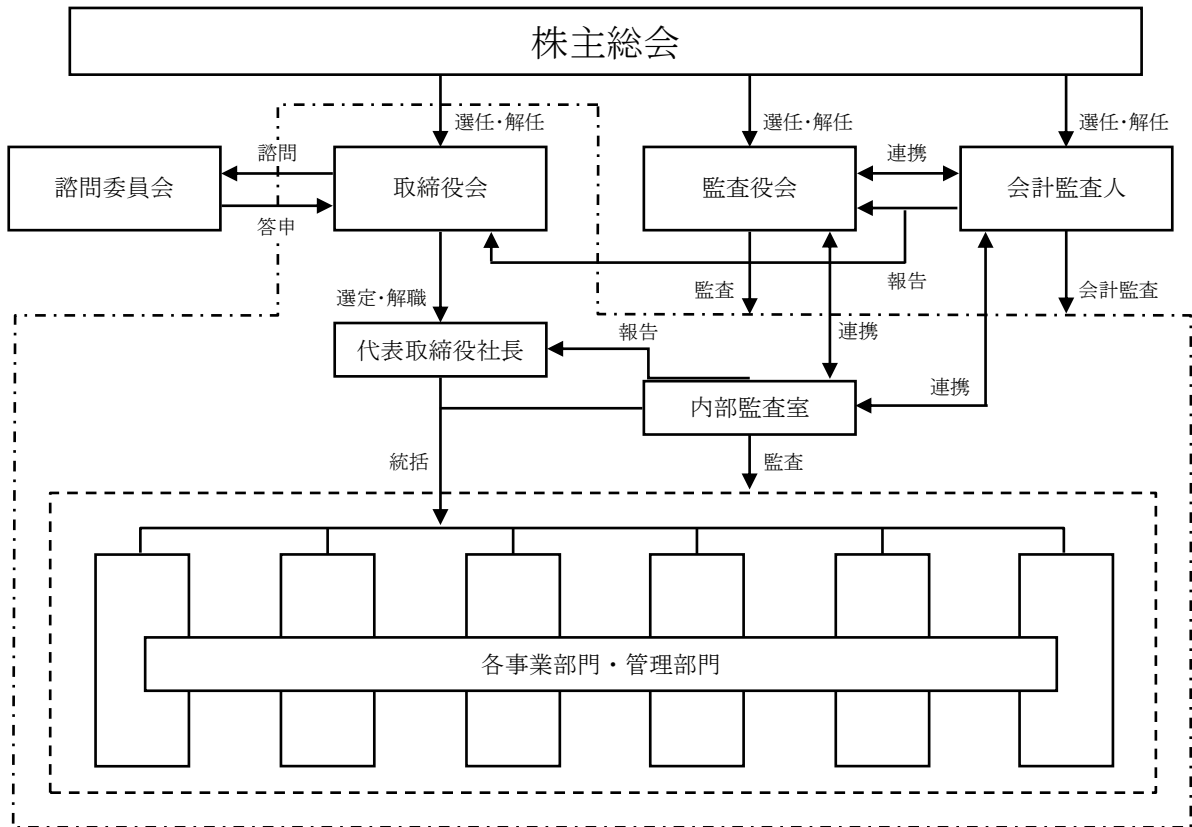 株主総会
選任・解任
選任・解任
選任・解任
諮問委員会
諮問
答申
取締役会
監査役会
連携
会計監査人
報告
選定・解職
監査
会計監査
代表取締役社長
報告
連携
内部監査室
連携
統括
監査
各事業部門・管理部門